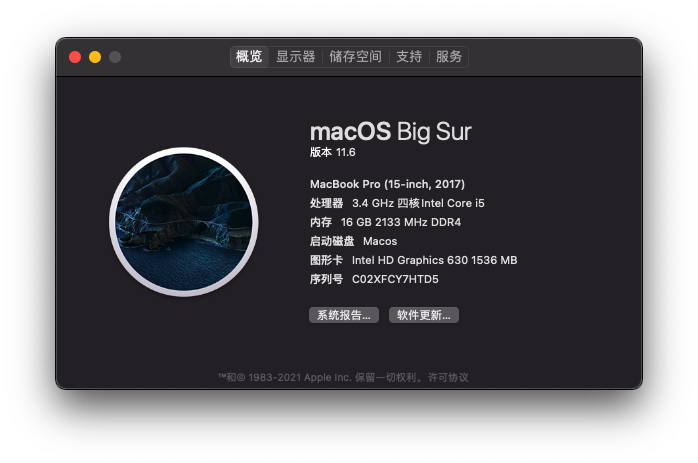 概览 显示器 储存空间 支持 服务
macOS Big Sur
版本 11.6
MacBook Pro (15-inch, 2017)
处理器 3.4 GHz 四核Intel Core i5
内存 16 GB 2133 MHz DDR4
启动磁盘 Macos
图形卡 Intel HD Graphics 630 1536 MB
序列号 C02XFCY7HTD5
系统报告... 软件更新...
™和© 1983-2021 Apple Inc. 保留一切权利。许可协议